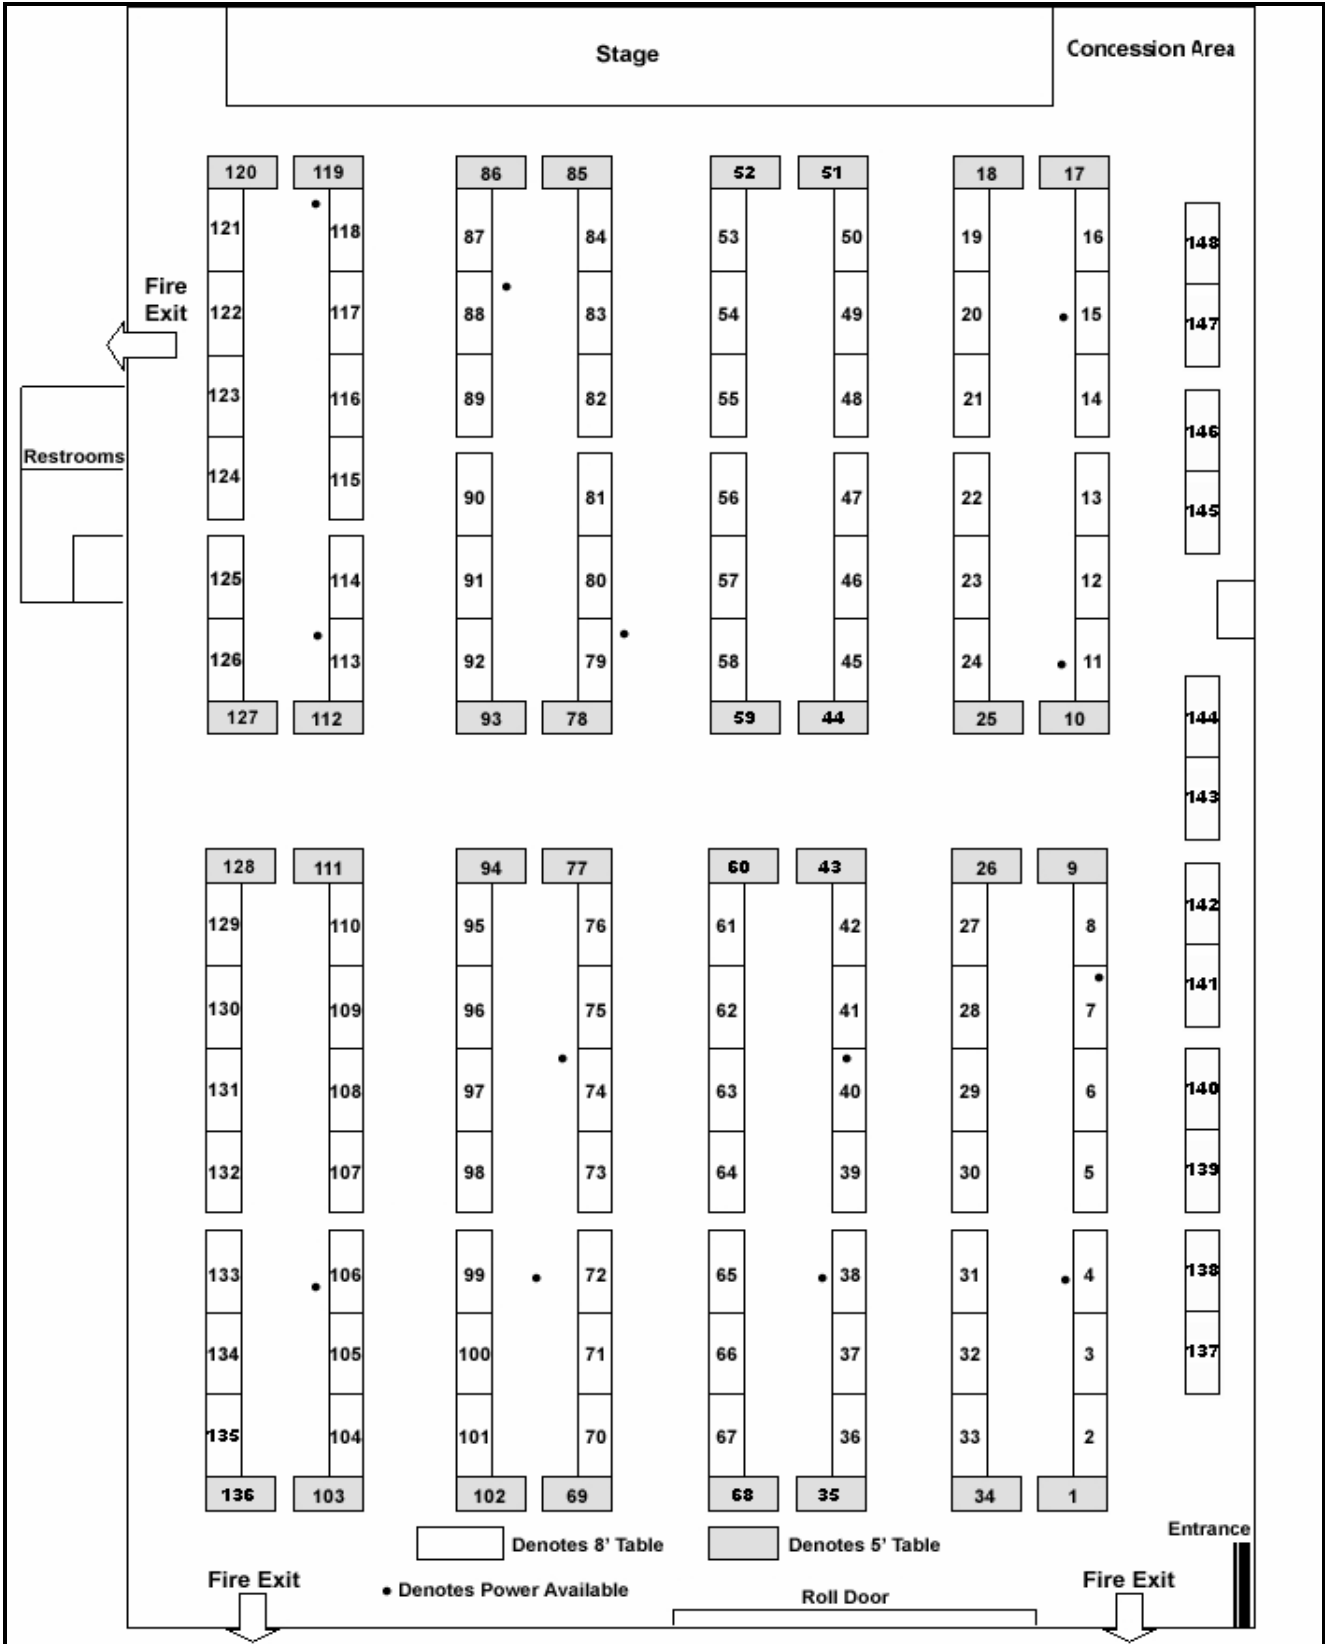 Stage
Concession Area
120 119 86 85 52 51 18 17
121 118 87 84 53 50 19 16 148
Fire
Exit
122 117 88 83 54 49 20 15 147
123 116 89 82 55 48 21 14 146
Restrooms
124 115 90 81 56 47 22 13 145
125 114 91 80 57 46 23 12
126 113 92 79 58 45 24 11
127 112 93 78 59 44 25 10 144
143
128 111 94 77 60 43 26 9
129 110 95 76 61 42 27 8 142
130 109 96 75 62 41 28 7 141
131 108 97 74 63 40 29 6 140
132 107 98 73 64 39 30 5 139
133 106 99 72 65 38 31 4 138
134 105 100 71 66 37 32 3 137
135 104 101 70 67 36 33 2
136 103 102 69 68 35 34 1
Entrance
Denotes 8' Table
Denotes 5' Table
Fire Exit
• Denotes Power Available
Roll Door
Fire Exit